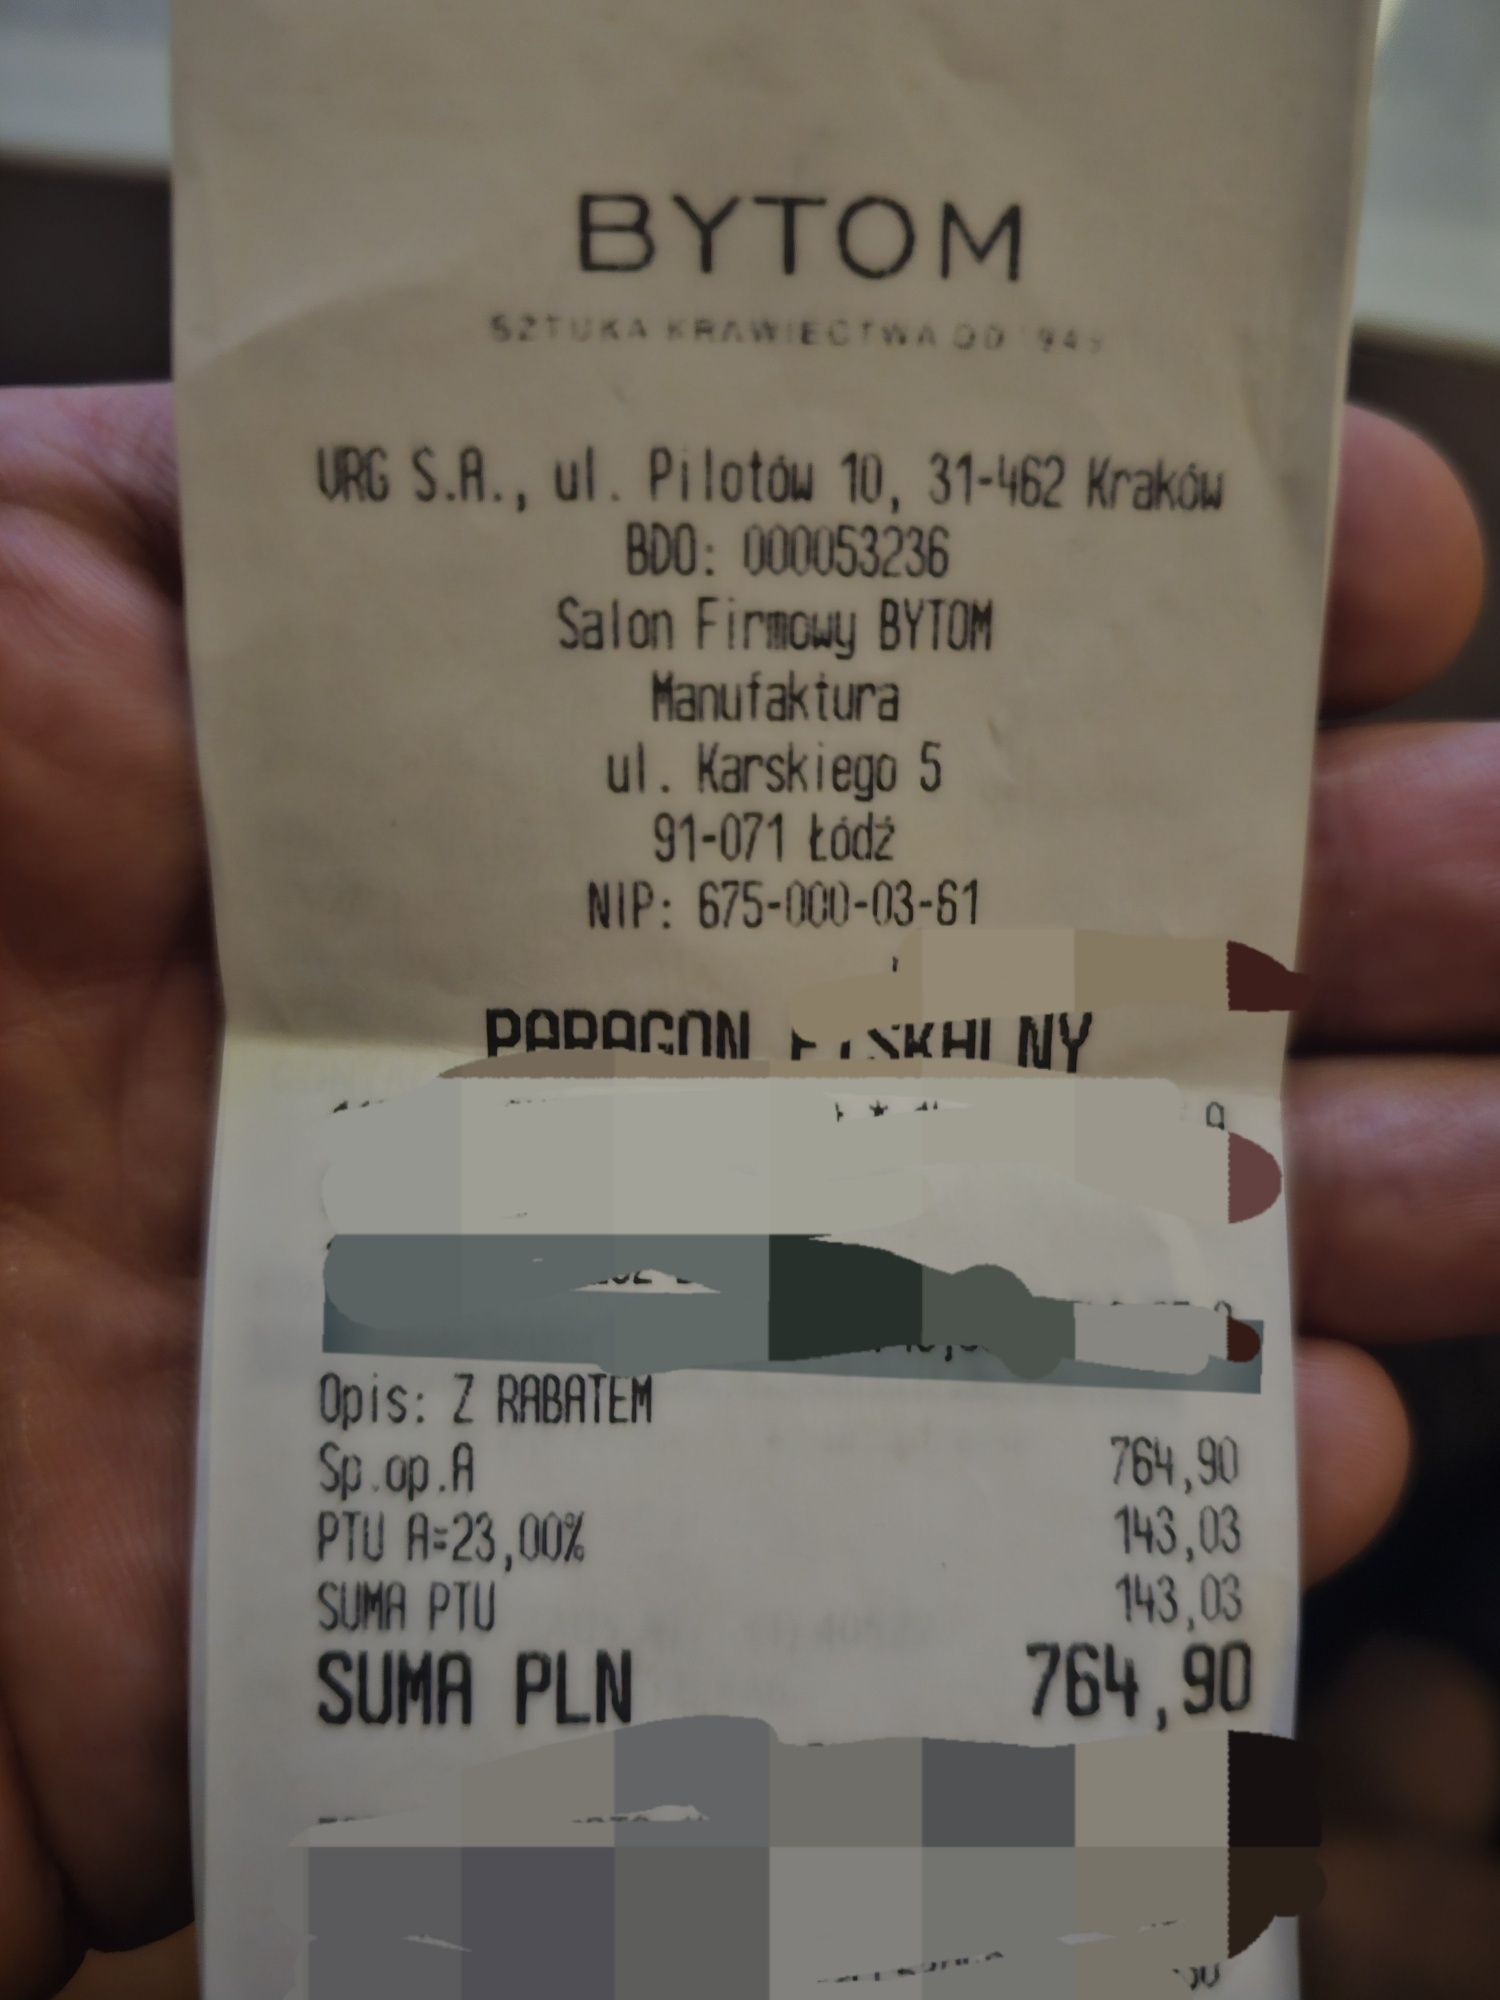 BYTOM
SZTUKA KRAWIECTWA OD
VRG S.A., ul. Pilotów 10, 31-462 Kraków
BDO: 000053236
Salon Firmowy BYTOM
Manufaktura
ul. Karskiego 5
91-071 Łódź
NIP: 675-000-03-61
PARAGON FISKALNY
Opis: Z RABATEM
Sp.op.A 764,90
PTU A=23,00% 143,03
SUMA PTU 143,03
SUMA PLN 764,90